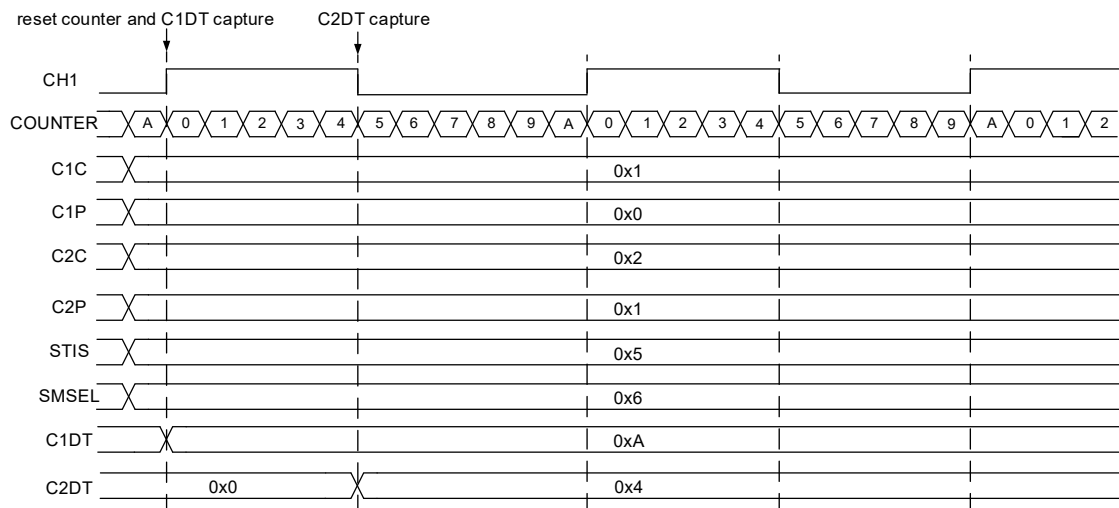 reset counter and C1DT capture C2DT capture
CH1
COUNTER A 0 1 2 3 4 5 6 7 8 9 A 0 1 2 3 4 5 6 7 8 9 A 0 1 2
C1C 0x1
C1P 0x0
C2C 0x2
C2P 0x1
STIS 0x5
SMSEL 0x6
C1DT 0xA
C2DT 0x0 0x4